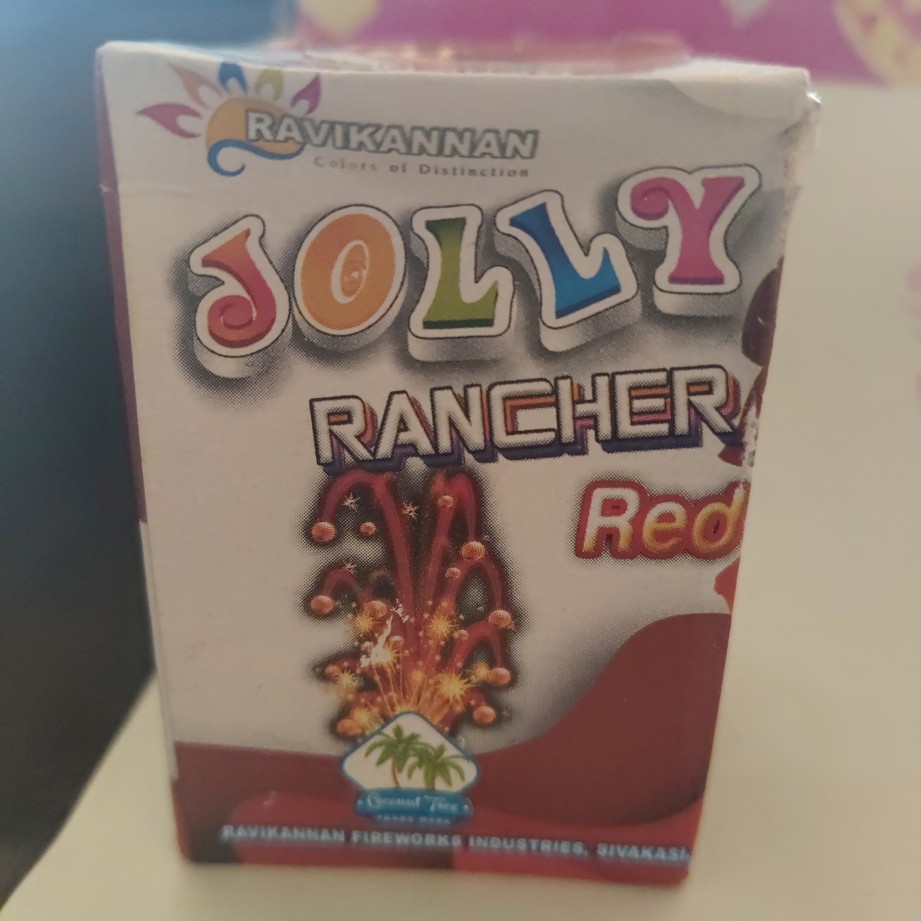 RAVIKANNAN
Colors of Distinction
JOLLY
RANCHER
Red
Coconut Tree
TRADE MARK
RAVIKANNAN FIREWORKS INDUSTRIES, SIVAKASI.